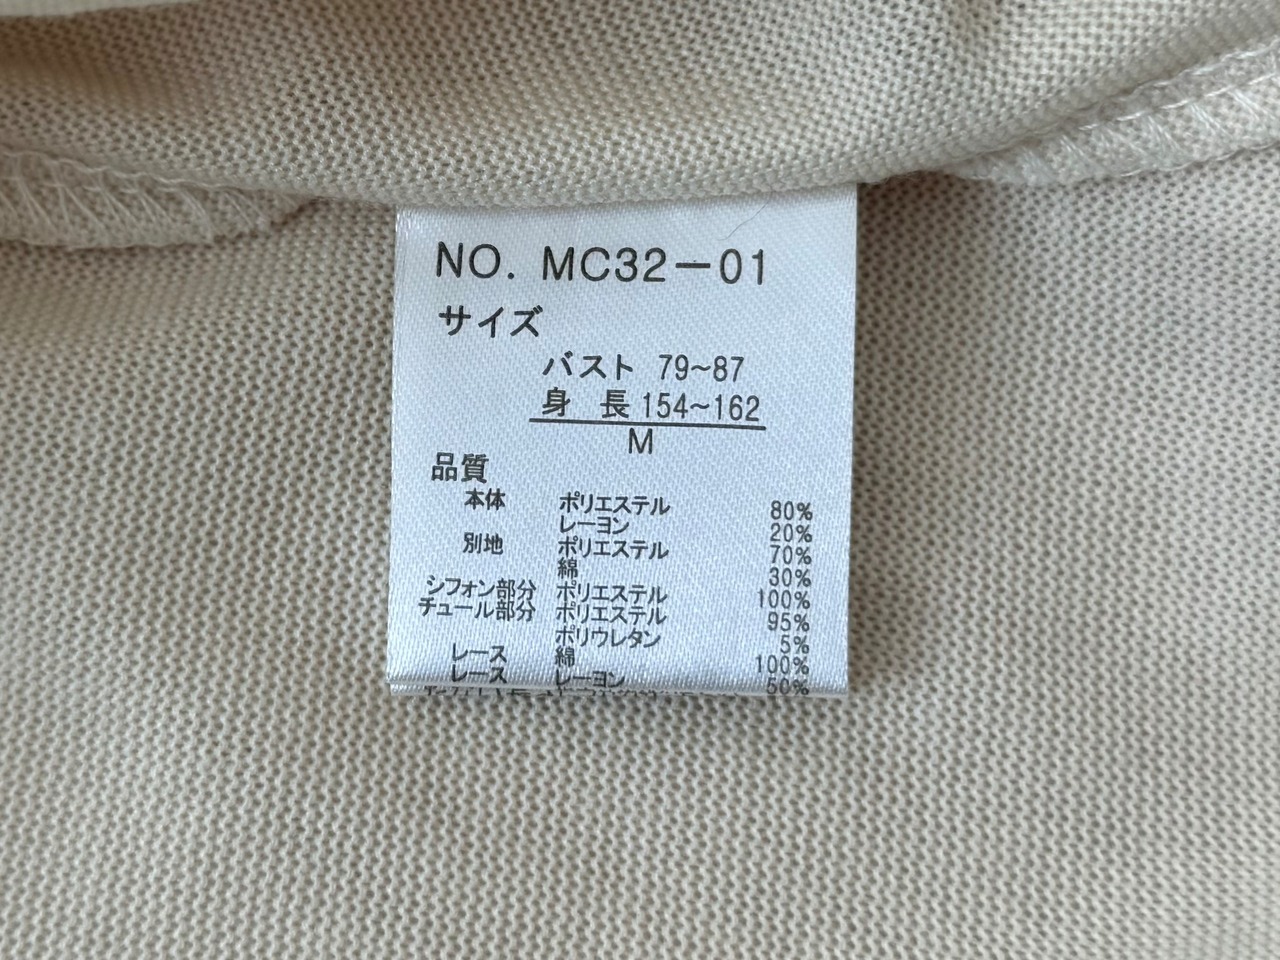 NO. MC32-01
サイズ
バスト 79~87
身 長 154~162
M
品質
本体 ポリエステル 80%
レーヨン 20%
別地 ポリエステル 70%
綿 30%
シフォン部分 ポリエステル 100%
チュール部分 ポリエステル 95%
ポリウレタン 5%
レース 綿 100%
レース レーヨン 50%